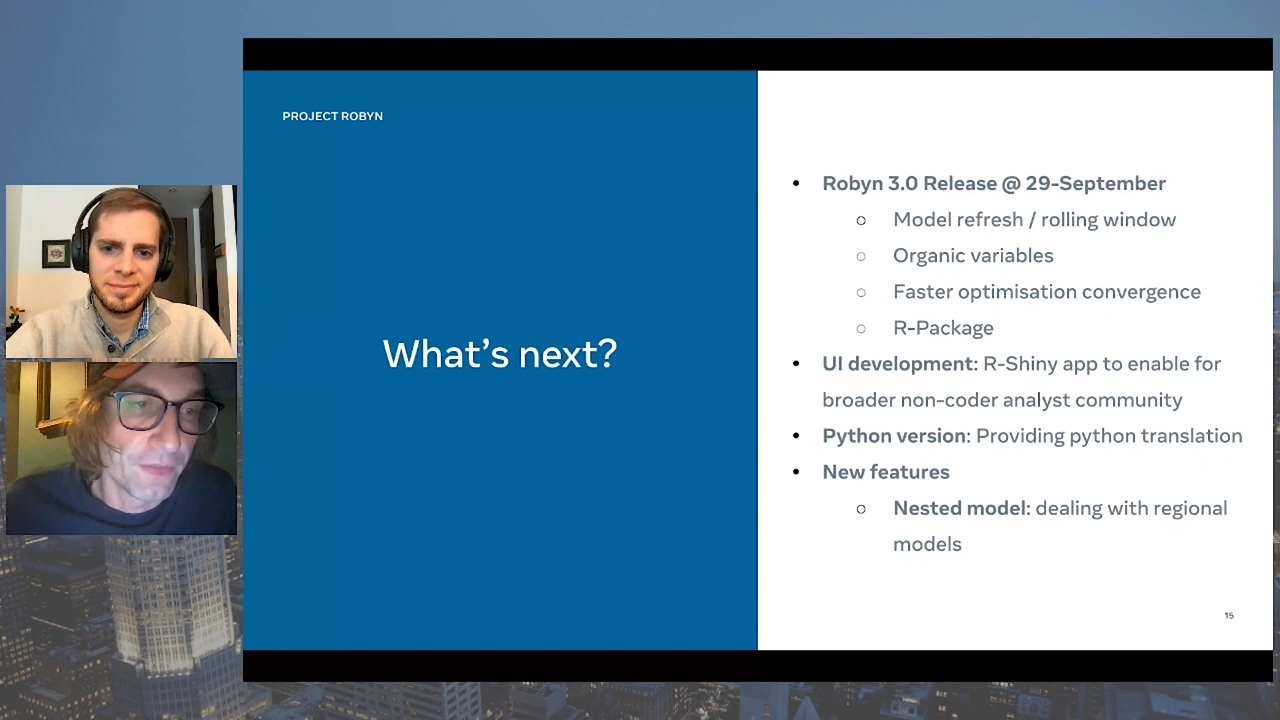 PROJECT ROBYN
What's next?
• Robyn 3.0 Release @ 29-September
○ Model refresh / rolling window
○ Organic variables
○ Faster optimisation convergence
○ R-Package
• UI development: R-Shiny app to enable for
broader non-coder analyst community
• Python version: Providing python translation
• New features
○ Nested model: dealing with regional
models
15